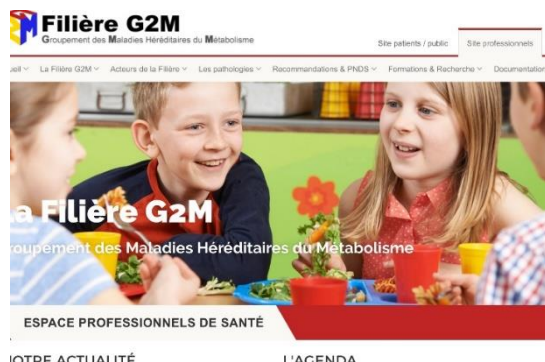 Filière G2M
Groupement des Maladies Héréditaires du Métabolisme
Site patients / public
Site professionnels
La Filière G2M
Acteurs de la Filière
Les pathologies
Recommandations & PNDS
Formations & Recherche
Documentation
a Filière G2M
roupement des Maladies Héréditaires du Métabolisme
ESPACE PROFESSIONNELS DE SANTÉ
NOTRE ACTUALITÉ
L'AGENDA